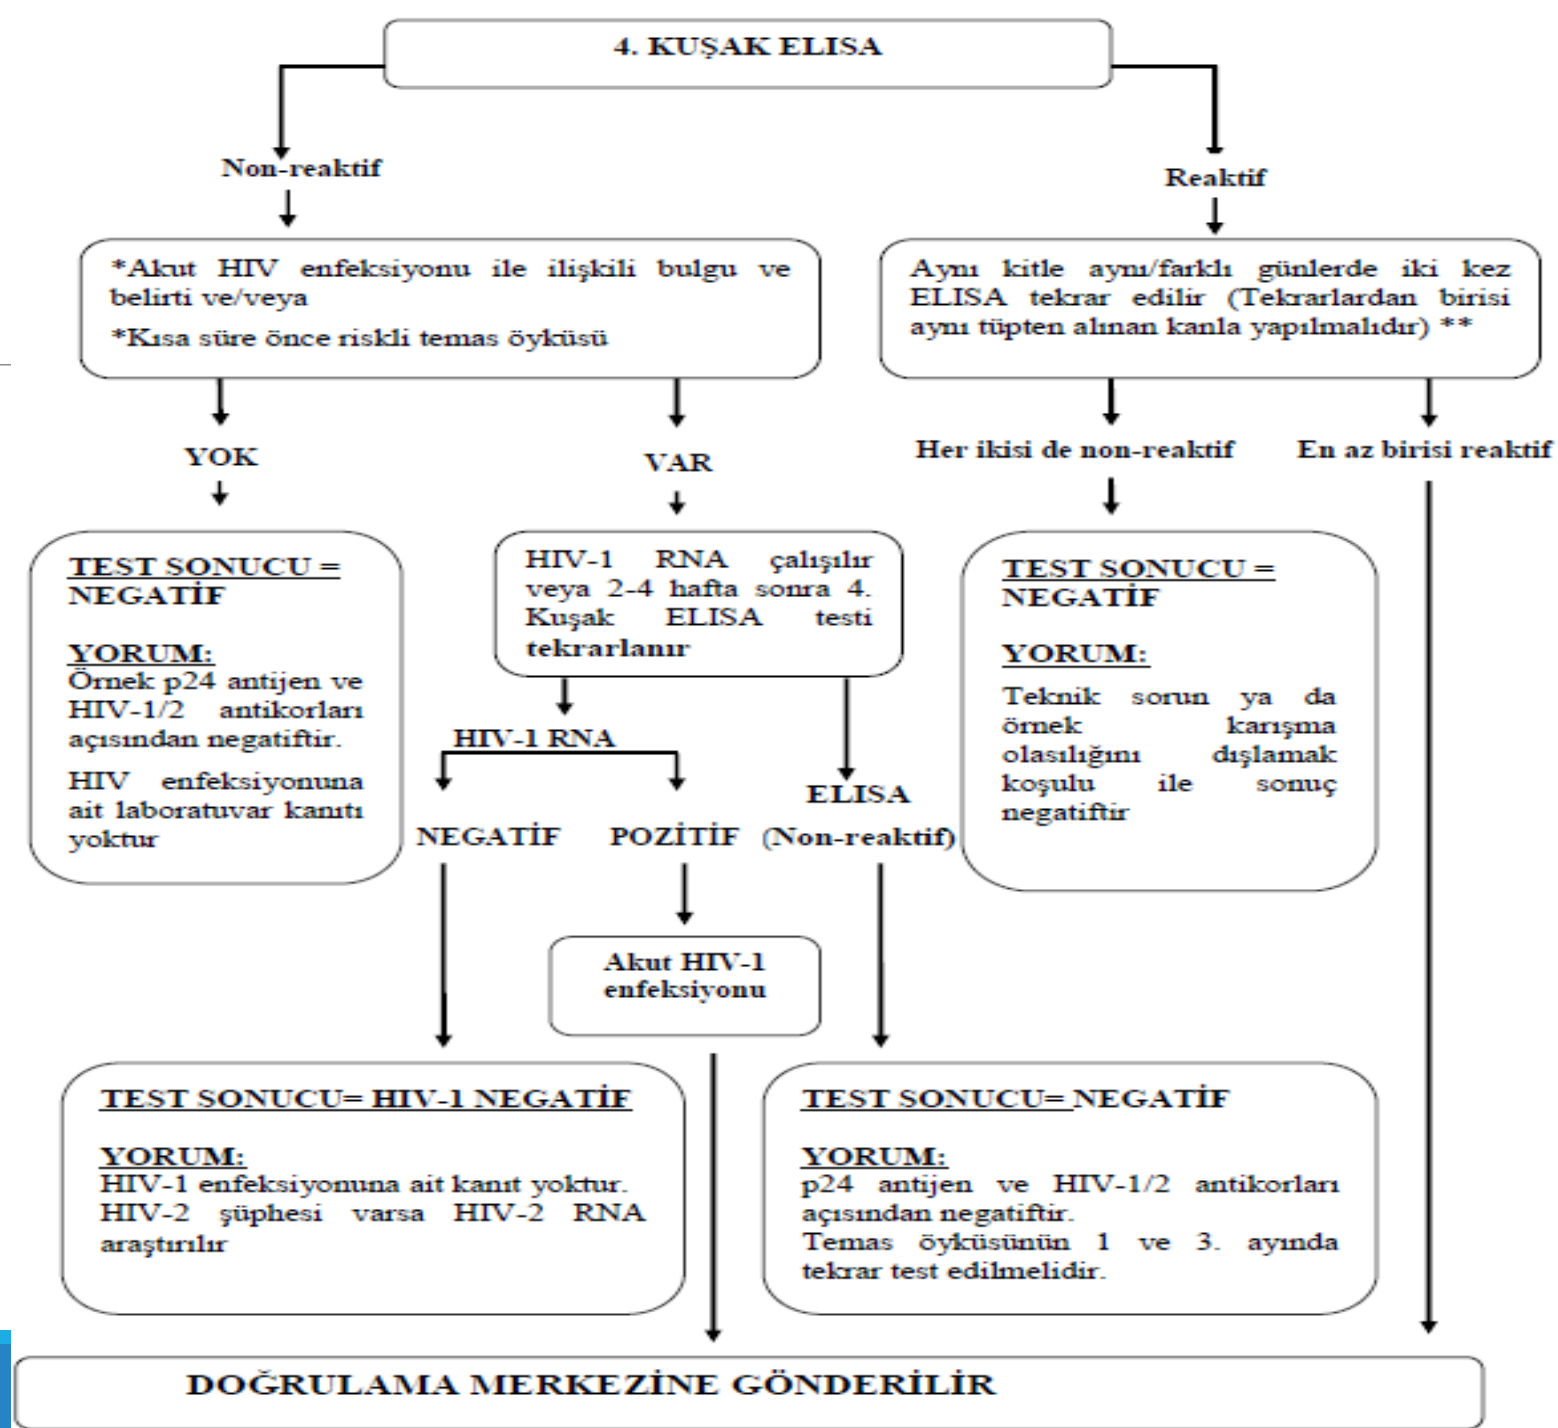 4. KUŞAK ELISA
Non-reaktif
Reaktif
*Akut HIV enfeksiyonu ile ilişkili bulgu ve
belirti ve/veya
*Kısa süre önce riskli temas öyküsü
Aynı kitle aynı/farklı günlerde iki kez
ELISA tekrar edilir (Tekrarlardan birisi
aynı tüpten alınan kanla yapılmalıdır) **
YOK
VAR
Her ikisi de non-reaktif
En az birisi reaktif
TEST SONUCU =
NEGATİF
YORUM:
Örnek p24 antijen ve
HIV-1/2 antikorları
açısından negatiftir.
HIV enfeksiyonuna
ait laboratuvar kanıtı
yoktur
HIV-1 RNA çalışılır
veya 2-4 hafta sonra 4.
Kuşak ELISA testi
tekrarlanır
TEST SONUCU =
NEGATİF
YORUM:
Teknik sorun ya da
örnek karışma
olasılığını dışlamak
koşulu ile sonuç
negatiftir
HIV-1 RNA
NEGATİF
POZİTİF
ELISA
(Non-reaktif)
Akut HIV-1
enfeksiyonu
TEST SONUCU= HIV-1 NEGATİF
YORUM:
HIV-1 enfeksiyonuna ait kanıt yoktur.
HIV-2 şüphesi varsa HIV-2 RNA
araştırılır
TEST SONUCU= NEGATİF
YORUM:
p24 antijen ve HIV-1/2 antikorları
açısından negatiftir.
Temas öyküsünün 1 ve 3. ayında
tekrar test edilmelidir.
DOĞRULAMA MERKEZİNE GÖNDERİLİR